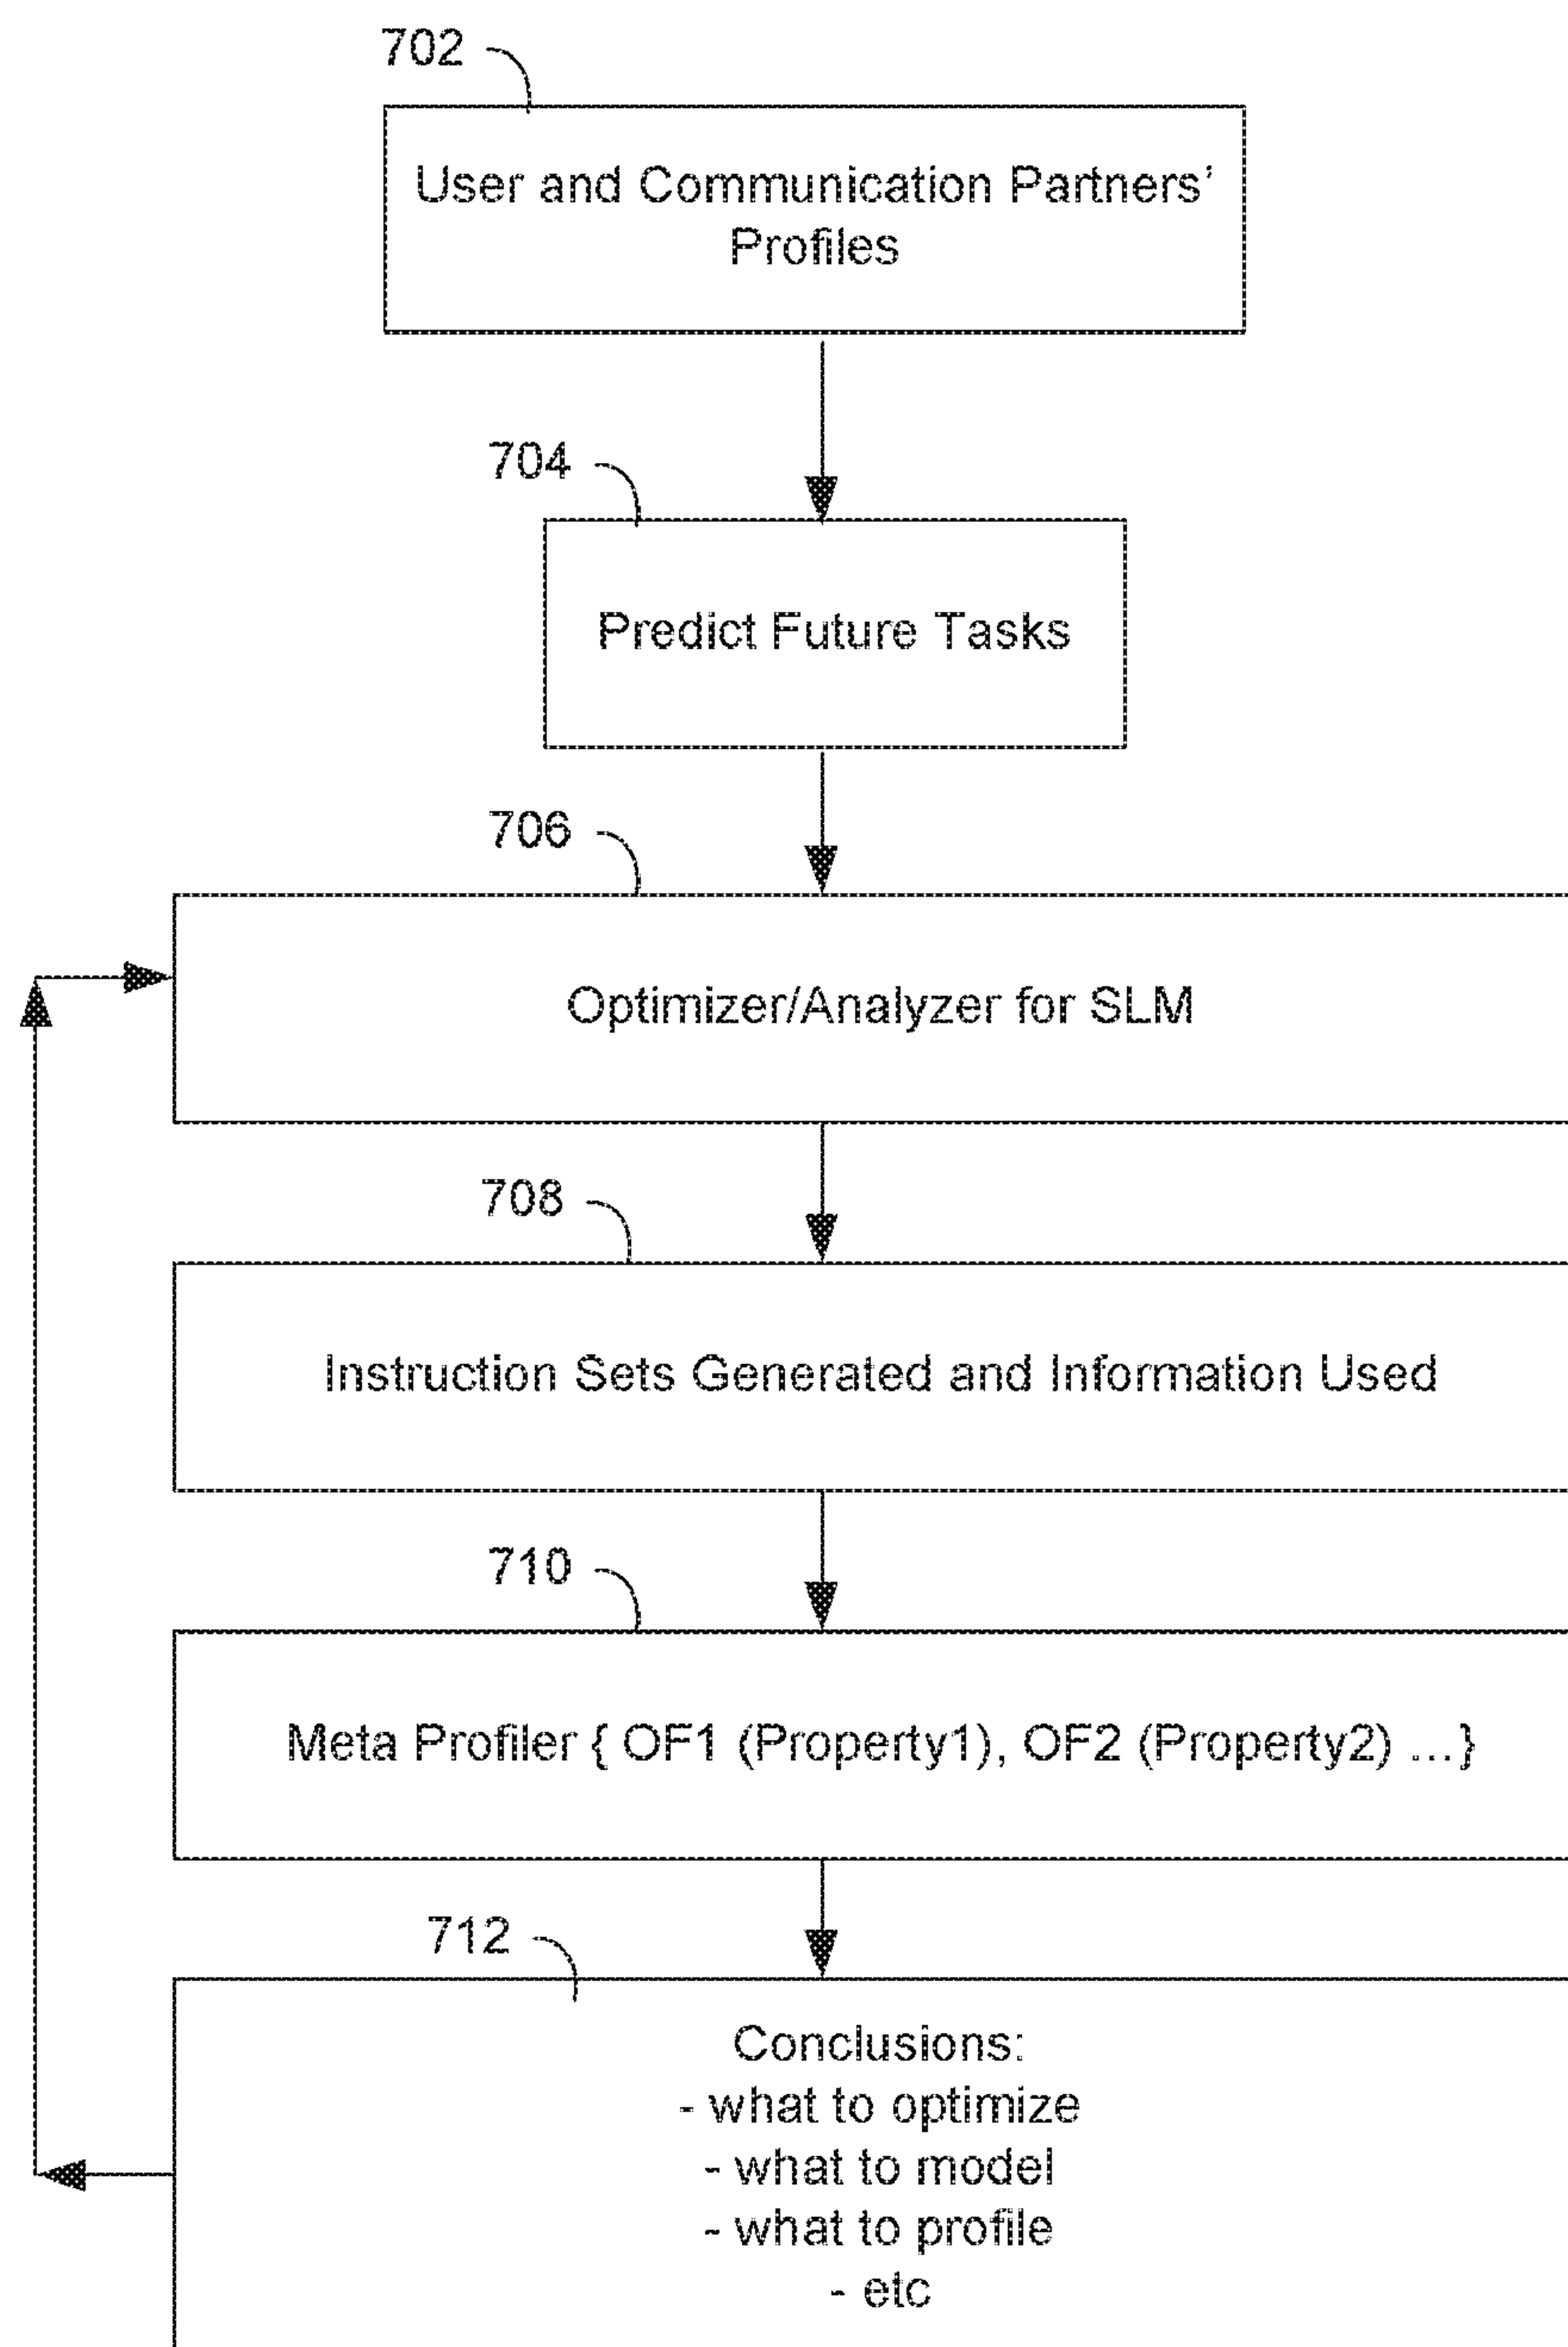 702
User and Communication Partners’
Profiles
704
Predict Future Tasks
706
Optimizer/Analyzer for SLM
708
Instruction Sets Generated and Information Used
710
Meta Profiler { OF1 (Property1), OF2 (Property2) ...}
712
Conclusions:
- what to optimize
- what to model
- what to profile
- etc